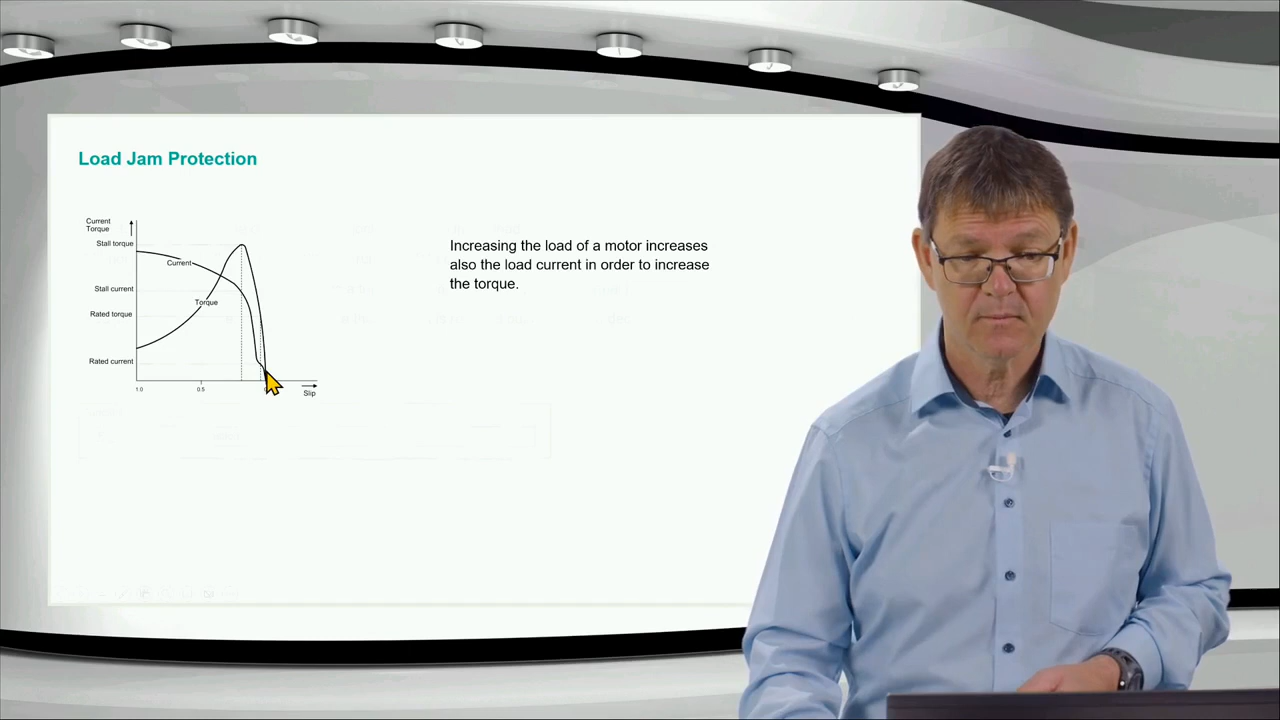 Load Jam Protection
Current
Torque
Stall torque
Current
Stall current
Torque
Rated torque
Rated current
1.0
0.5
Slip
Increasing the load of a motor increases
also the load current in order to increase
the torque.